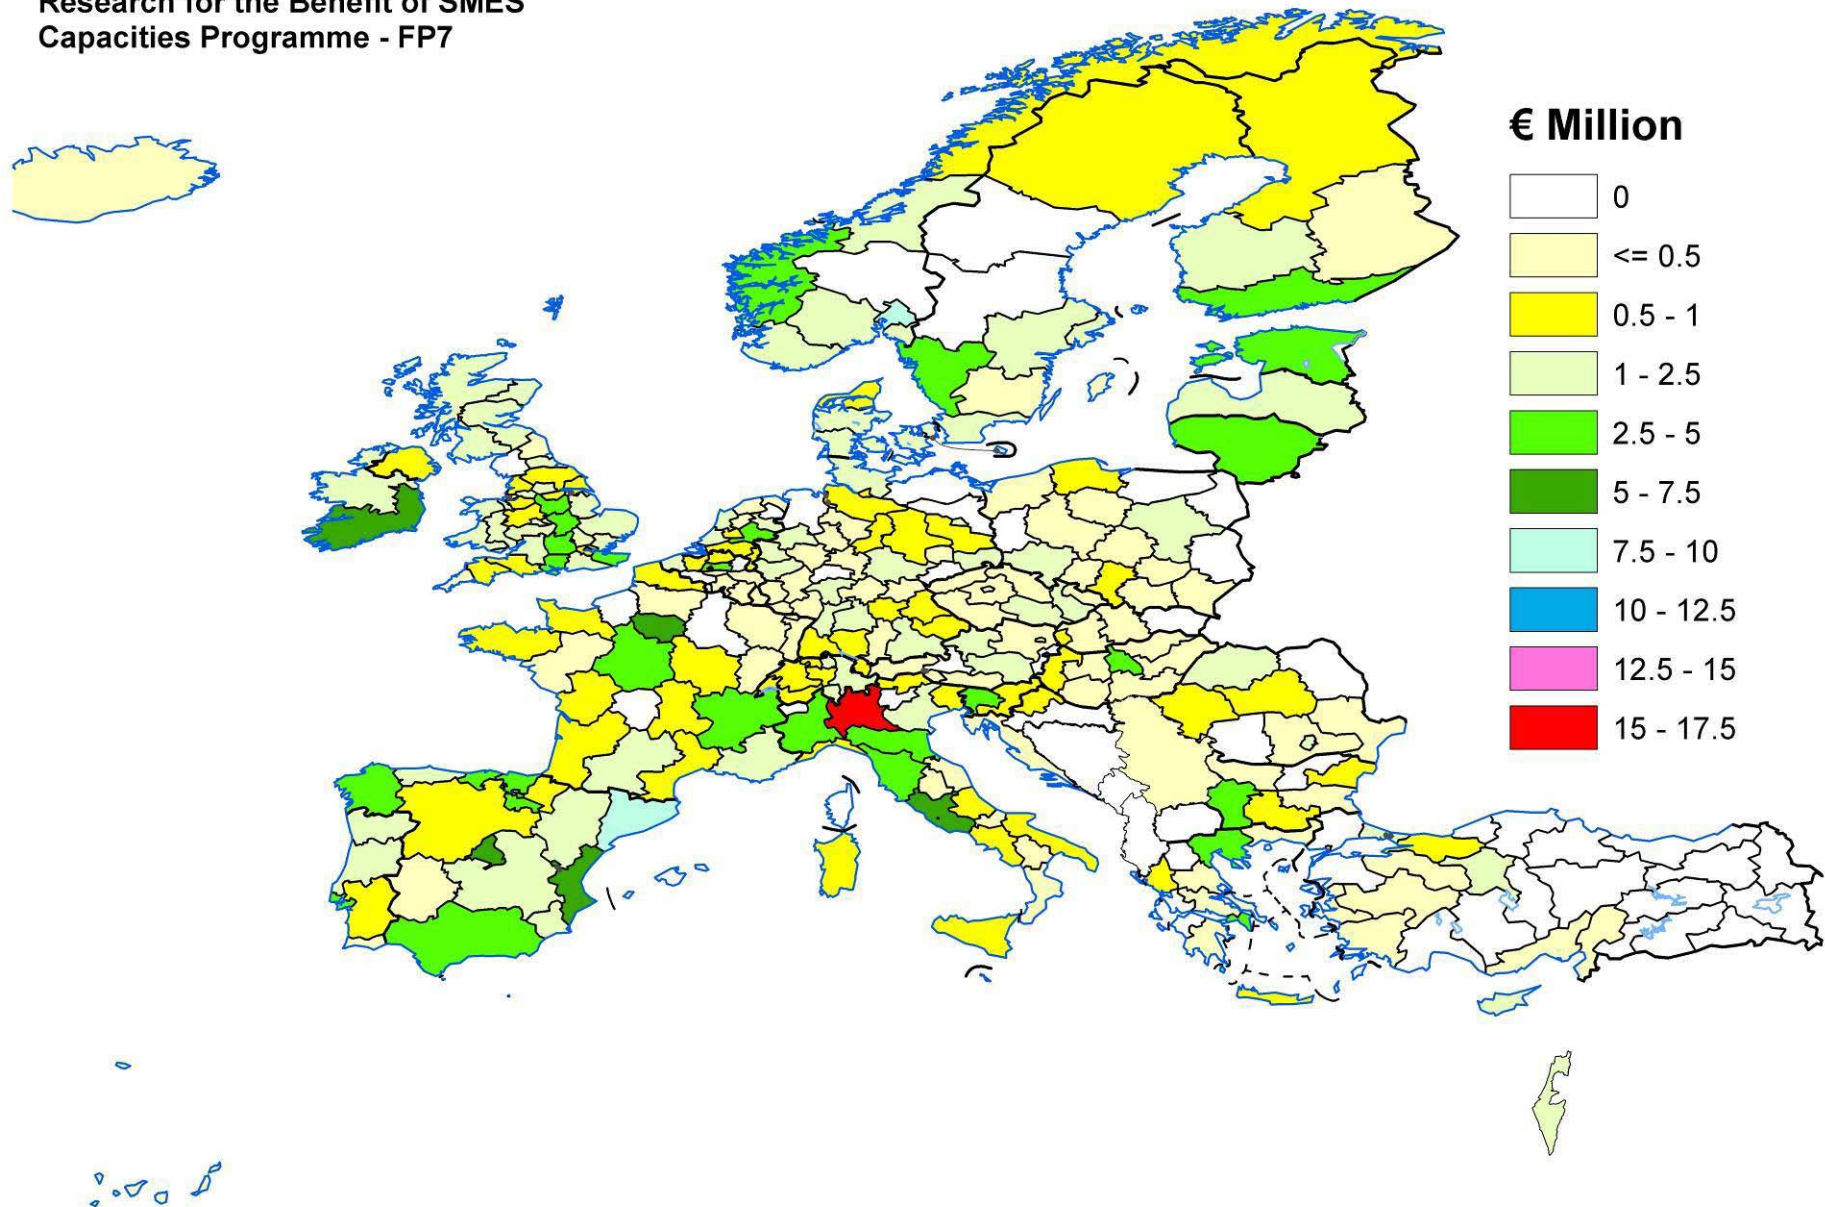 Research for the Benefit of SMES
Capacities Programme - FP7
€ Million
0
<= 0.5
0.5 - 1
1 - 2.5
2.5 - 5
5 - 7.5
7.5 - 10
10 - 12.5
12.5 - 15
15 - 17.5